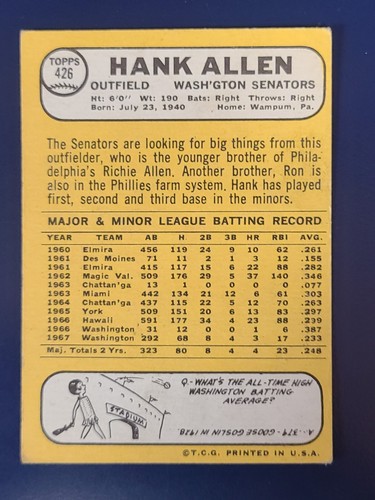 TOPPS
426
HANK ALLEN
OUTFIELD WASH'GTON SENATORS
Ht: 6'0" Wt: 190 Bats: Right Throws: Right
Born: July 23, 1940 Home: Wampum, Pa.
The Senators are looking for big things from this
outfielder, who is the younger brother of Phila-
delphia's Richie Allen. Another brother, Ron is
also in the Phillies farm system. Hank has played
first, second and third base in the minors.
MAJOR & MINOR LEAGUE BATTING RECORD
YEAR TEAM AB H 2B 3B HR RBI AVG.
1960 Elmira 456 119 24 9 10 62 .261
1961 Des Moines 71 11 2 1 3 12 .155
1961 Elmira 415 117 15 6 22 88 .282
1962 Magic Val. 509 176 29 5 37 140 .346
1963 Chattan'ga 13 1 0 0 0 0 .077
1963 Miami 442 134 21 12 6 61 .303
1964 Chattan'ga 437 115 22 5 12 70 .263
1965 York 509 151 20 6 13 83 .297
1966 Hawaii 591 177 34 4 23 88 .299
1966 Washington 31 12 0 0 1 6 .387
1967 Washington 292 68 8 4 3 17 .233
Maj. Totals 2 Yrs. 323 80 8 4 4 23 .248
Q.-WHAT'S THE ALL-TIME HIGH
WASHINGTON BATTING
AVERAGE?
STADIUM
A-.379-GOOSE GOSLIN IN 1928.
©T.C.G. PRINTED IN U.S.A.